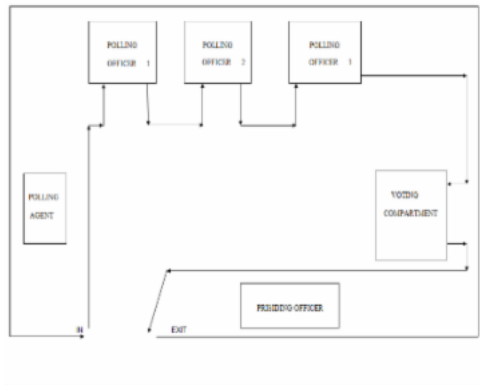 POLLING
OFFICER 1
POLLING
OFFICER 2
POLLING
OFFICER 3
POLLING
AGENT
VOTING
COMPARTMENT
IN
EXIT
PRISIDING OFFICER